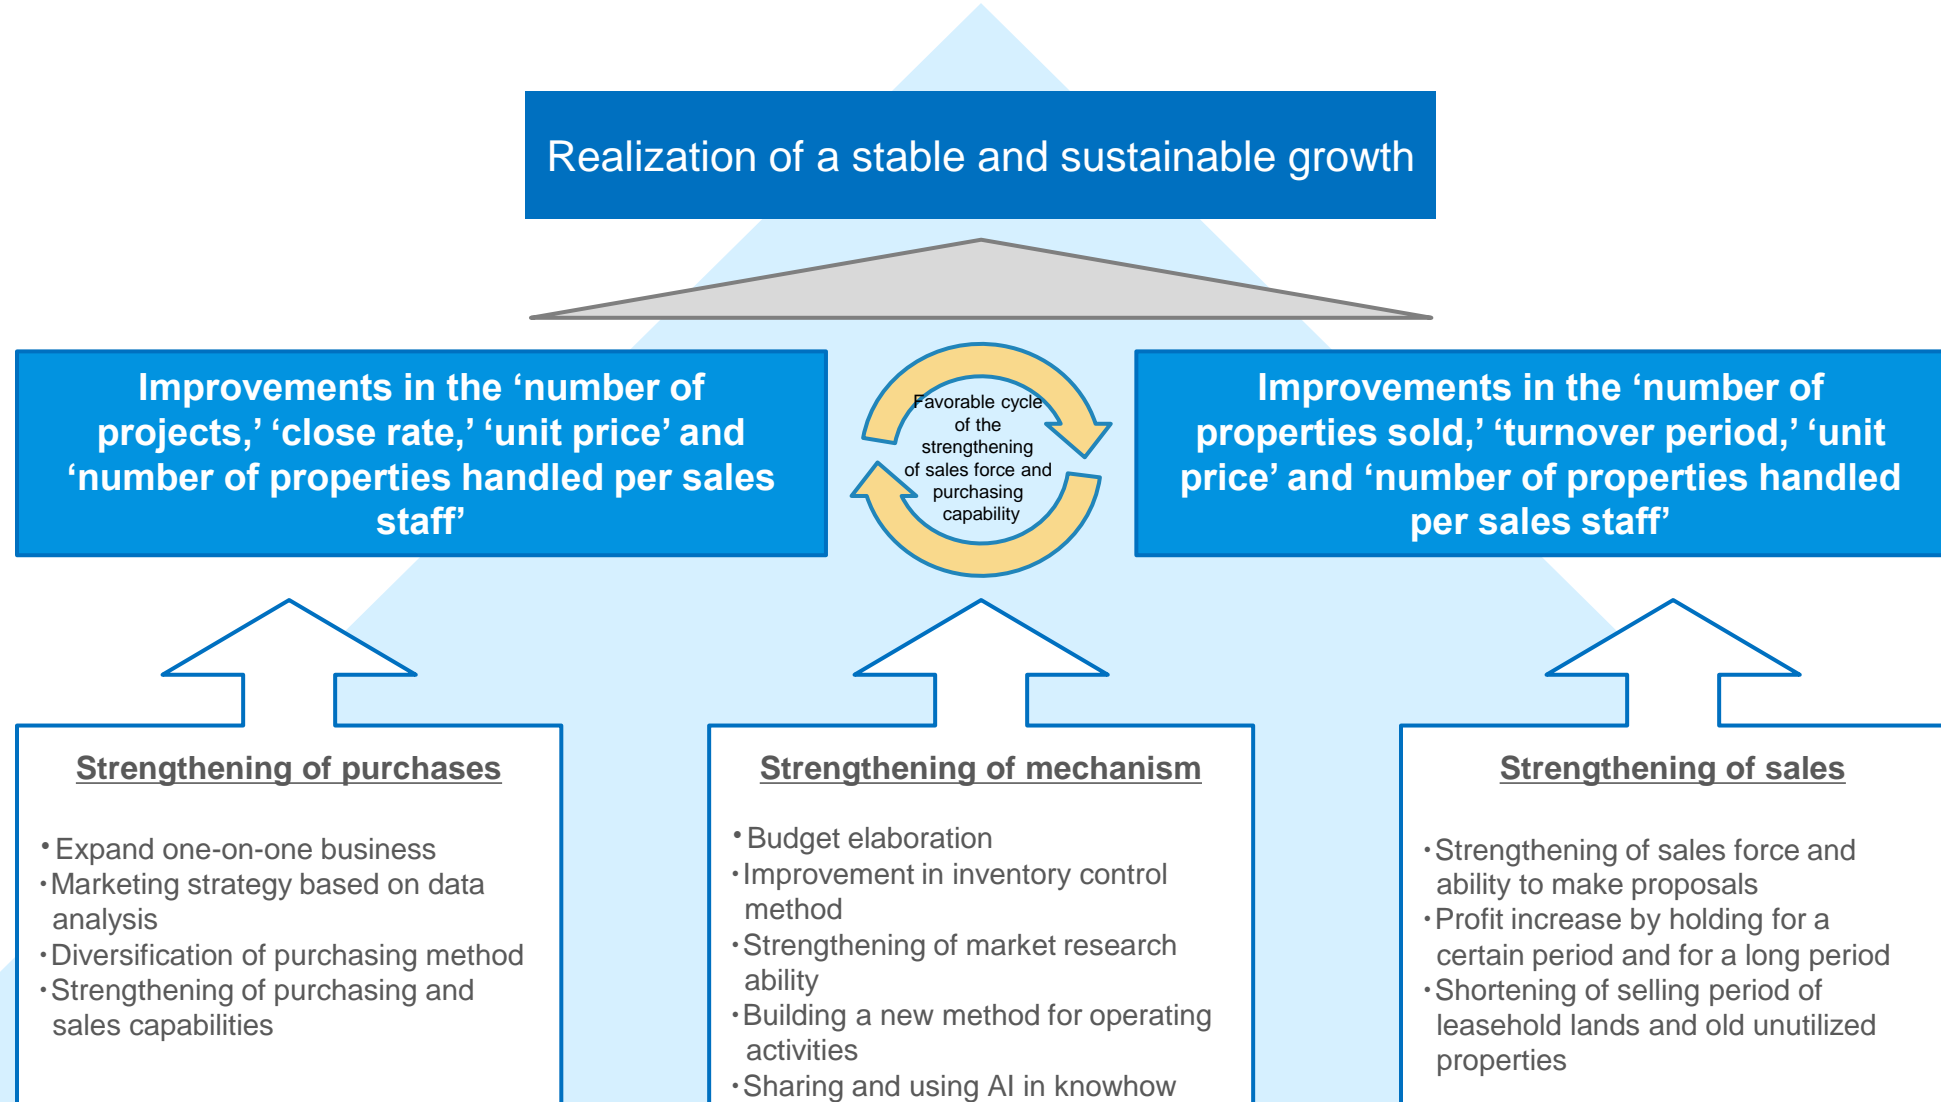 Realization of a stable and sustainable growth
Improvements in the ‘number of
projects,’ ‘close rate,’ ‘unit price’ and
‘number of properties handled per sales
staff’
Favorable cycle
of the
strengthening
of sales force and
purchasing
capability
Improvements in the ‘number of
properties sold,’ ‘turnover period,’ ‘unit
price’ and ‘number of properties handled
per sales staff’
Strengthening of purchases
・Expand one-on-one business
・Marketing strategy based on data
analysis
・Diversification of purchasing method
・Strengthening of purchasing and
sales capabilities
Strengthening of mechanism
・Budget elaboration
・Improvement in inventory control
method
・Strengthening of market research
ability
・Building a new method for operating
activities
・Sharing and using AI in knowhow
Strengthening of sales
・Strengthening of sales force and
ability to make proposals
・Profit increase by holding for a
certain period and for a long period
・Shortening of selling period of
leasehold lands and old unutilized
properties